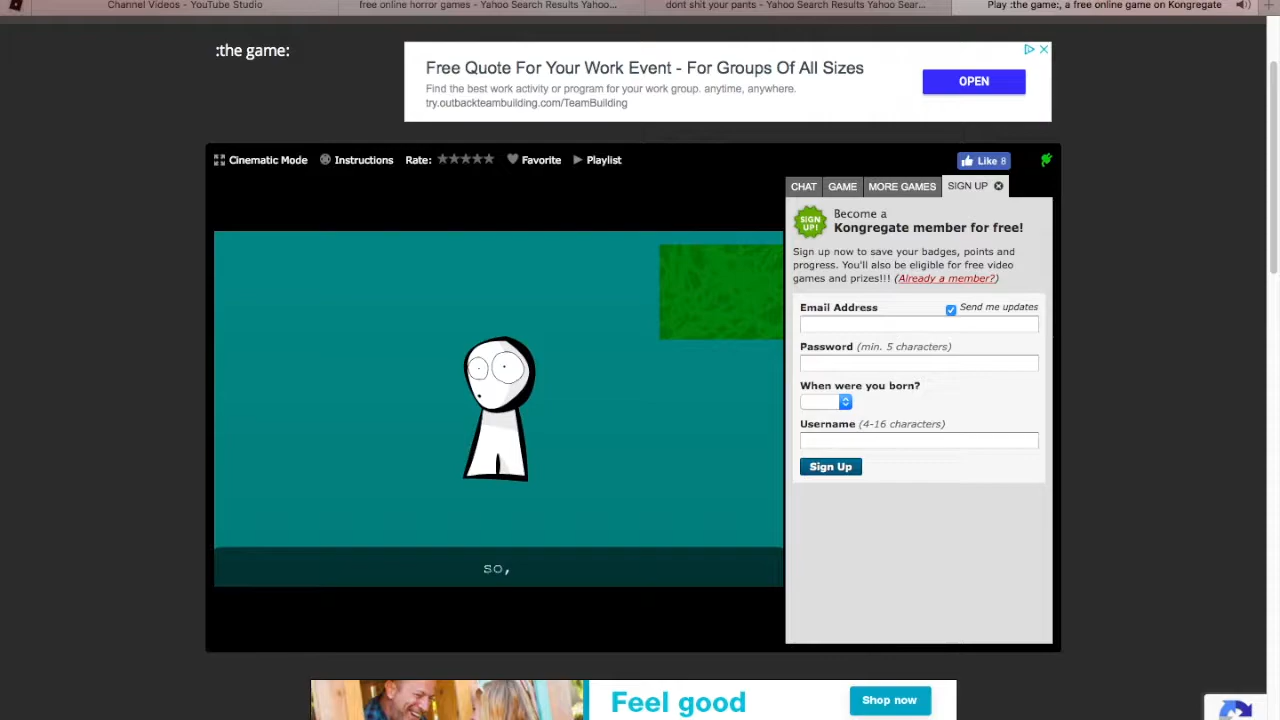 Channel Videos - YouTube Studio
free online horror games - Yahoo Search Results Yahoo...
dont shit your pants - Yahoo Search Results Yahoo Sear...
Play :the game:, a free online game on Kongregate
:the game:
Free Quote For Your Work Event - For Groups Of All Sizes
Find the best work activity or program for your work group. anytime, anywhere.
try.outbackteambuilding.com/TeamBuilding
OPEN
Cinematic Mode
Instructions
Rate:
Favorite
Playlist
Like 8
CHAT
GAME
MORE GAMES
SIGN UP
SIGN UP!
Become a
Kongregate member for free!
Sign up now to save your badges, points and
progress. You'll also be eligible for free video
games and prizes!!! (Already a member?)
Email Address
Send me updates
Password (min. 5 characters)
When were you born?
Username (4-16 characters)
Sign Up
so,
Feel good
Shop now